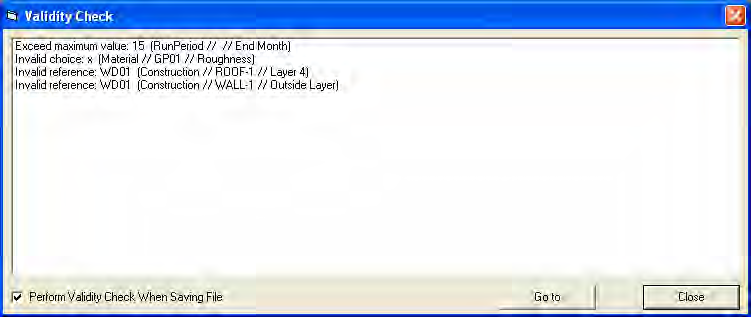 Validity Check
Exceed maximum value: 15 (RunPeriod // // End Month)
Invalid choice: x (Material // GP01 // Roughness)
Invalid reference: WD01 (Construction // ROOF-1 // Layer 4)
Invalid reference: WD01 (Construction // WALL-1 // Outside Layer)
Perform Validity Check When Saving File
Go to
Close